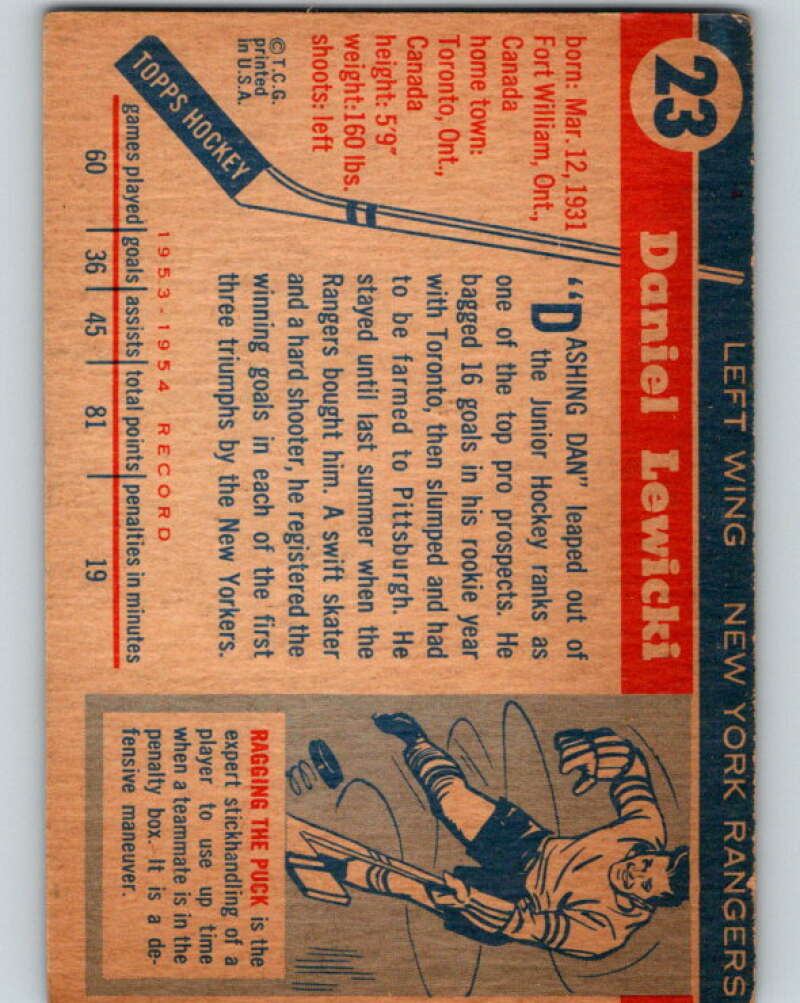 LEFT WING NEW YORK RANGERS
23
Daniel Lewicki
born: Mar. 12, 1931
Fort William, Ont.,
Canada
home town:
Toronto, Ont.,
Canada
height: 5'9"
weight:160 lbs.
shoots: left
©T.C.G.
printed
in U.S.A.
TOPPS HOCKEY
"DASHING DAN" leaped out of
the Junior Hockey ranks as
one of the top pro prospects. He
bagged 16 goals in his rookie year
with Toronto, then slumped and had
to be farmed to Pittsburgh. He
stayed until last summer when the
Rangers bought him. A swift skater
and a hard shooter, he registered the
winning goals in each of the first
three triumphs by the New Yorkers.
1953-1954 RECORD
games played goals assists total points penalties in minutes
60 36 45 81 19
RAGGING THE PUCK is the
expert stickhandling of a
player to use up time
when a teammate is in the
penalty box. It is a de-
fensive maneuver.